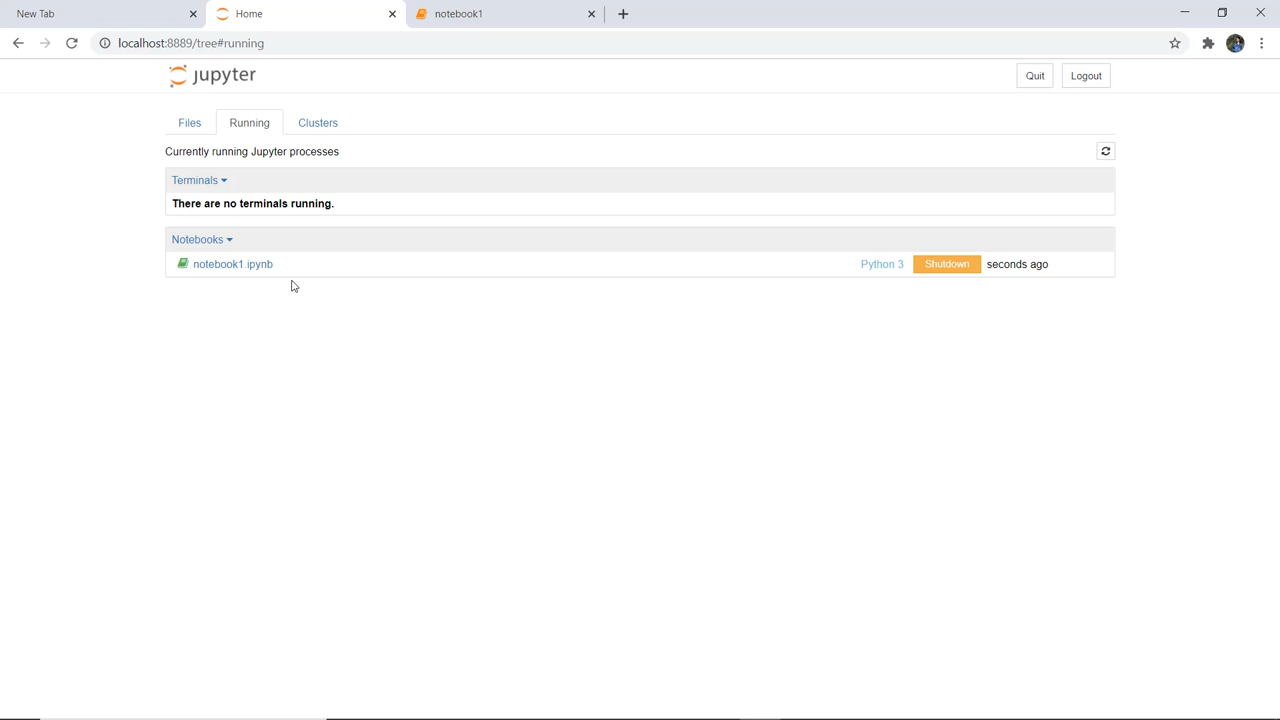 New Tab
Home
notebook1
localhost:8889/tree#running
jupyter
Quit
Logout
Files
Running
Clusters
Currently running Jupyter processes
Terminals
There are no terminals running.
Notebooks
notebook1.ipynb Python 3 Shutdown seconds ago